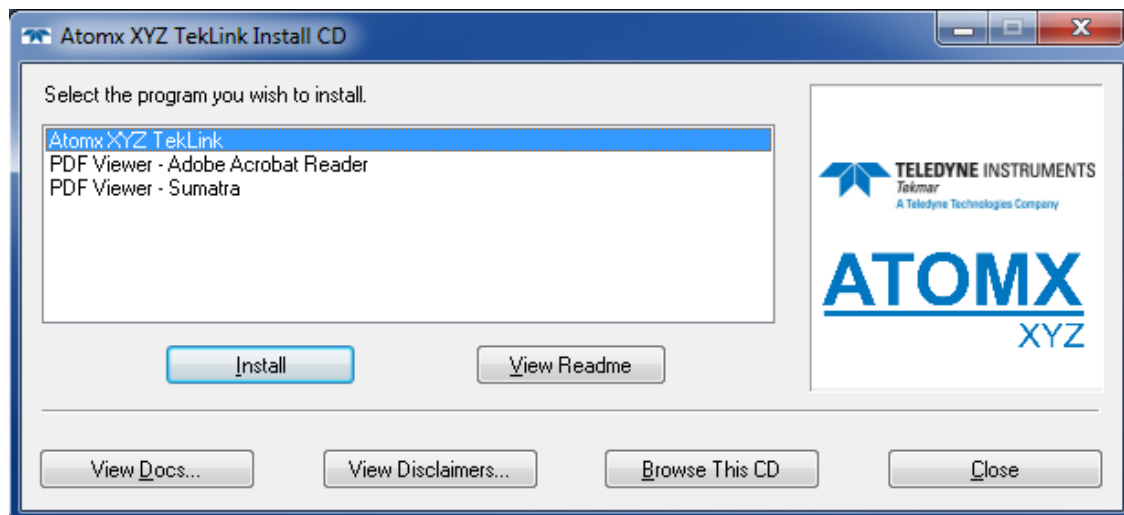 Atomx XYZ TekLink Install CD
Select the program you wish to install.
Atomx XYZ TekLink
PDF Viewer - Adobe Acrobat Reader
PDF Viewer - Sumatra
TELEDYNE INSTRUMENTS
Tekmar
A Teledyne Technologies Company
ATOMX
XYZ
Install
View Readme
View Docs...
View Disclaimers...
Browse This CD
Close